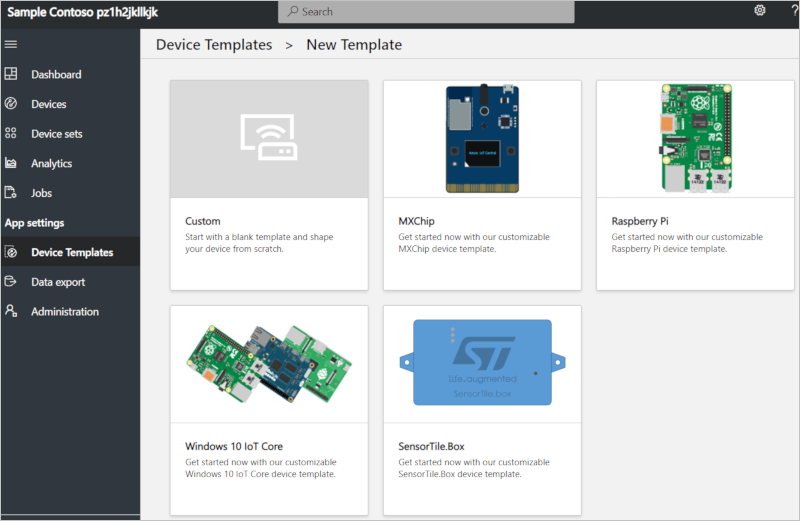 Sample Contoso pz1h2jkllkjk
Search
?
Device Templates > New Template
Dashboard
Devices
Device sets
Analytics
Jobs
App settings
Device Templates
Data export
Administration
Custom
Start with a blank template and shape
your device from scratch.
MXChip
Get started now with our customizable
MXChip device template.
Raspberry Pi
Get started now with our customizable
Raspberry Pi device template.
Windows 10 IoT Core
Get started now with our customizable
Windows 10 IoT Core device template.
ST
life.augmented
SensorTile.box
SensorTile.Box
Get started now with our customizable
SensorTile.Box device template.